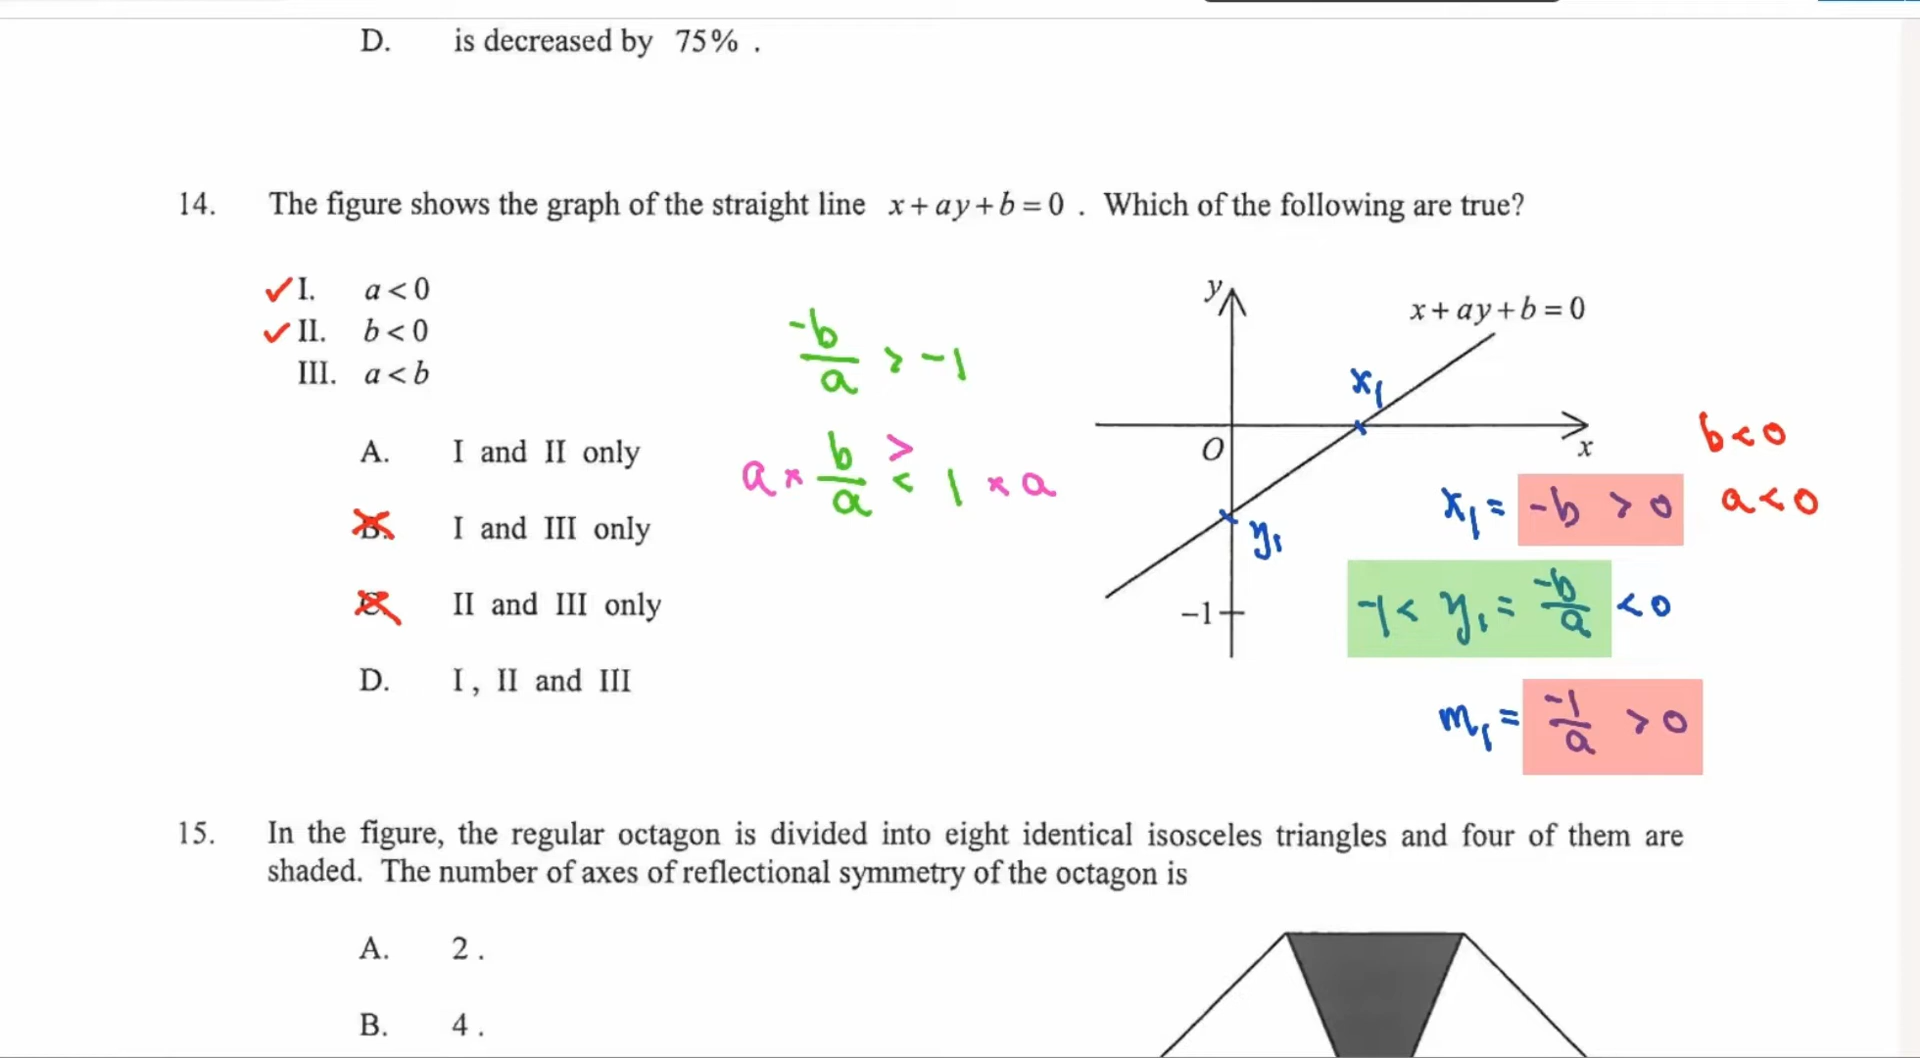 D. is decreased by 75% .
14. The figure shows the graph of the straight line x + ay + b = 0 . Which of the following are true?
✓ I. a < 0
✓ II. b < 0
III. a < b
A. I and II only
B. I and III only
C. II and III only
D. I , II and III
-b/a > -1
a × b/a < 1 × a
>
y
x + ay + b = 0
x₁
O
x
y₁
−1
b < 0
a < 0
x₁ = -b > 0
-1 < y₁ = -b/a < 0
m₁ = -1/a > 0
15. In the figure, the regular octagon is divided into eight identical isosceles triangles and four of them are
shaded. The number of axes of reflectional symmetry of the octagon is
A. 2 .
B. 4 .